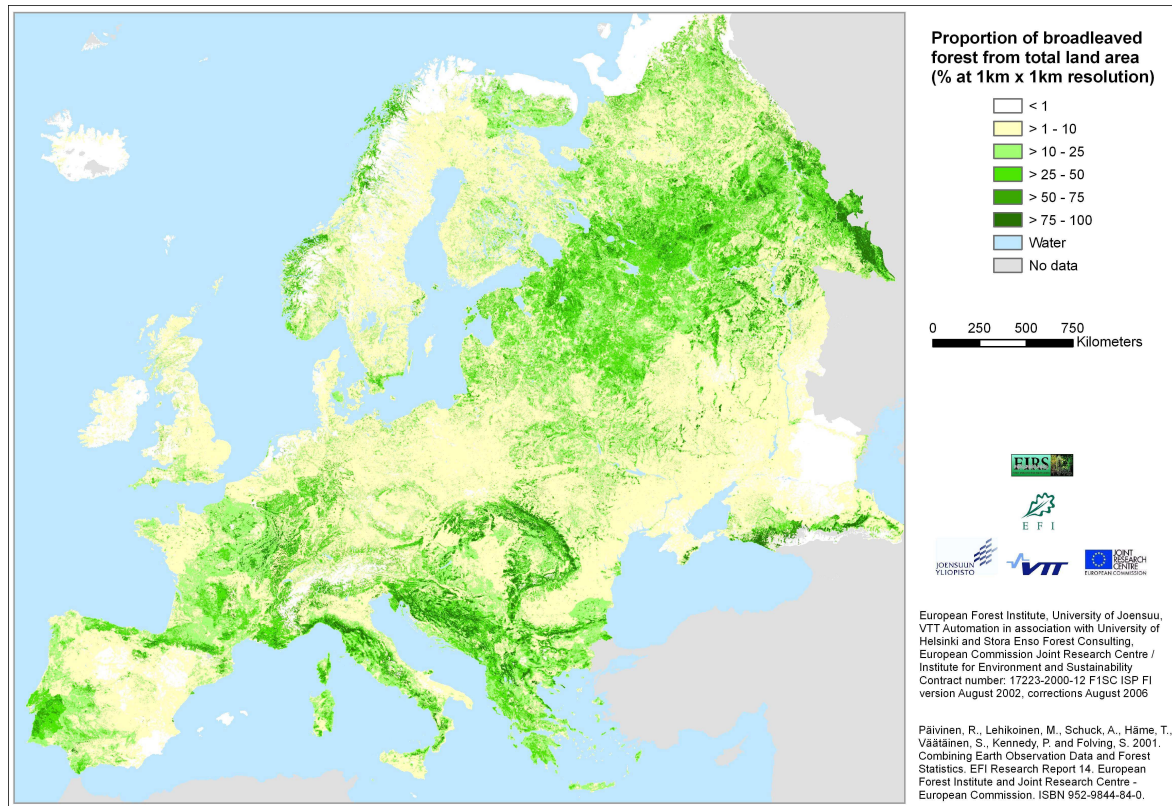 Proportion of broadleaved
forest from total land area
(% at 1km x 1km resolution)
< 1
> 1 - 10
> 10 - 25
> 25 - 50
> 50 - 75
> 75 - 100
Water
No data
0 250 500 750
Kilometers
EFIRS
E F I
JOENSUUN
YLIOPISTO
VTT
JOINT
RESEARCH
CENTRE
EUROPEAN COMMISSION
European Forest Institute, University of Joensuu,
VTT Automation in association with University of
Helsinki and Stora Enso Forest Consulting,
European Commission Joint Research Centre /
Institute for Environment and Sustainability
Contract number: 17223-2000-12 F1SC ISP FI
version August 2002, corrections August 2006
Päivinen, R., Lehikoinen, M., Schuck, A., Häme, T.,
Väätäinen, S., Kennedy, P. and Folving, S. 2001.
Combining Earth Observation Data and Forest
Statistics. EFI Research Report 14. European
Forest Institute and Joint Research Centre -
European Commission. ISBN 952-9844-84-0.